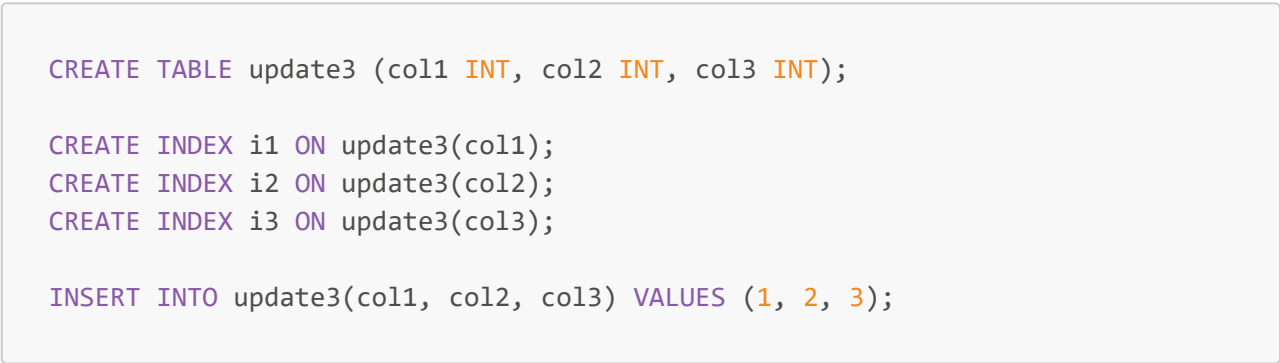 CREATE TABLE update3 (col1 INT, col2 INT, col3 INT);
CREATE INDEX i1 ON update3(col1);
CREATE INDEX i2 ON update3(col2);
CREATE INDEX i3 ON update3(col3);
INSERT INTO update3(col1, col2, col3) VALUES (1, 2, 3);